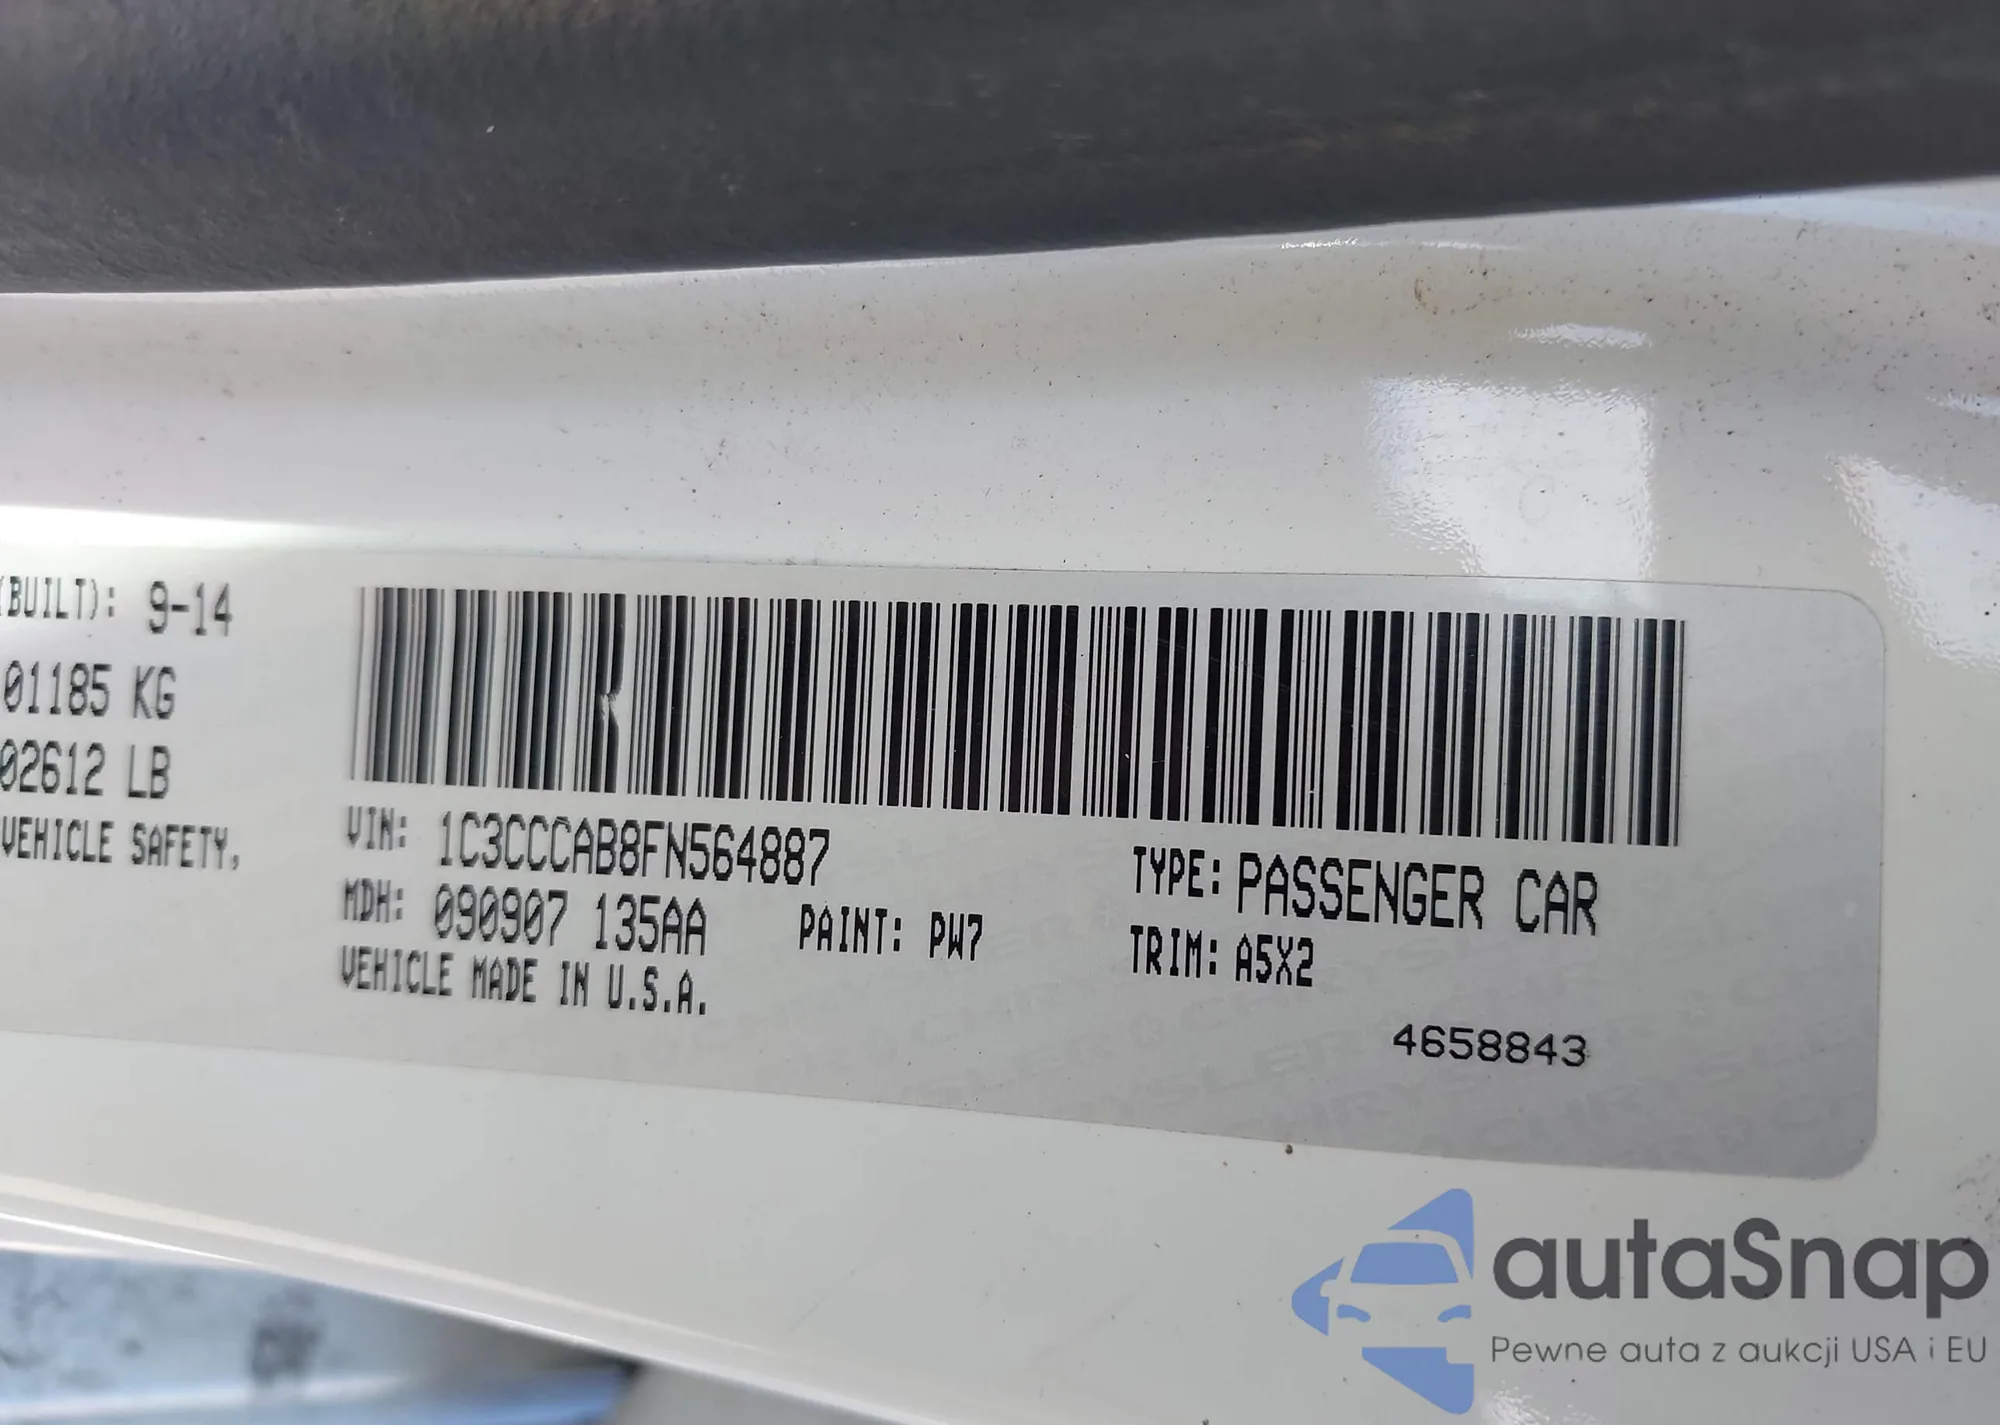 (BUILT): 9-14
01185 KG
02612 LB
VEHICLE SAFETY,
VIN: 1C3CCCAB8FN564887
MDH: 090907 135AA
PAINT: PW7
VEHICLE MADE IN U.S.A.
TYPE: PASSENGER CAR
TRIM: A5X2
4658843
CHRYSLER
autaSnap
Pewne auta z aukcji USA i EU